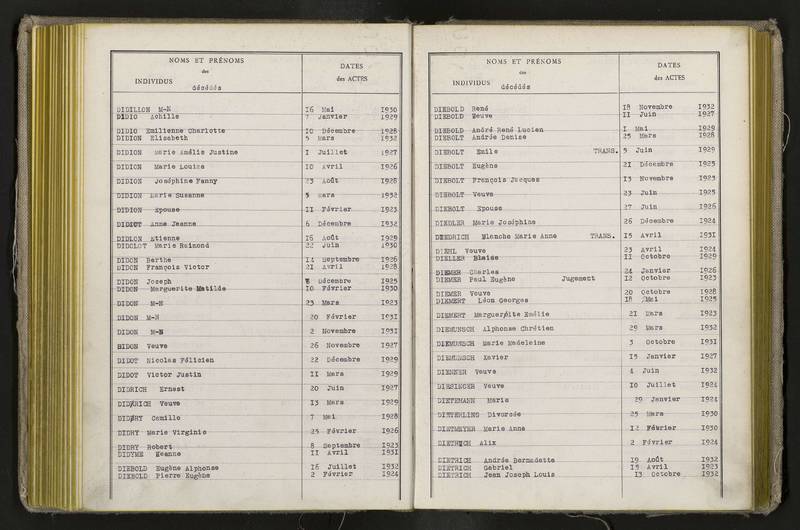 NOMS ET PRÉNOMS
des
INDIVIDUS
décédés
DATES
des ACTES
DIDILLON M-N 16 Mai 1930
DIDIO Achille 7 Janvier 1929
DIDIO Emilienne Charlotte 10 Décembre 1928
DIDION Elisabeth 5 Mars 1932
DIDION Marie Amélie Justine 1 Juillet 1927
DIDION Marie Louise 10 Avril 1926
DIDION Joséphine Fanny 23 Août 1928
DIDION Marie Suzanne 5 Mars 1932
DIDION Epouse 11 Février 1923
DIDIOT Anne Jeanne 6 Décembre 1932
DIDLON Etienne 16 Août 1929
DIDOLOT Marie Raimond 22 Juin 1930
DIDON Berthe 14 Septembre 1926
DIDON François Victor 21 Avril 1928
DIDON Joseph 8 Décembre 1925
DIDON Marguerite Matilde 10 Février 1930
DIDON M-N 23 Mars 1923
DIDON M-N 20 Février 1931
DIDON M-N 2 Novembre 1931
DIDON Veuve 26 Novembre 1927
DIDOT Nicolas Félicien 22 Décembre 1929
DIDOT Victor Justin 11 Mars 1929
DIDRICH Ernest 20 Juin 1927
DIDRICH Veuve 13 Mars 1929
DIDRY Camille 7 Mai 1928
DIDRY Marie Virginie 25 Février 1926
DIDRY Robert 8 Septembre 1923
DIDYME Jeanne 11 Avril 1931
DIEBOLD Eugène Alphonse 16 Juillet 1932
DIEBOLD Pierre Eugène 2 Février 1924
NOMS ET PRÉNOMS
des
INDIVIDUS
décédés
DATES
des ACTES
DIEBOLD René 18 Novembre 1932
DIEBOLD Veuve 11 Juin 1927
DIEBOLD André René Lucien 1 Mai 1929
DIEBOLD Andrée Denise 25 Mars 1928
DIEBOLT Emile TRANS. 5 Juin 1929
DIEBOLT Eugène 21 Décembre 1925
DIEBOLT François Jacques 13 Novembre 1923
DIEBOLT Veuve 23 Juin 1925
DIEBOLT Epouse 27 Juin 1926
DIEDLER Marie Joséphine 26 Décembre 1924
DIEDRICH Blanche Marie Anne TRANS. 15 Avril 1931
DIEHL Veuve 23 Avril 1924
DIELLER Blaise 11 Octobre 1929
DIEMER Charles 24 Janvier 1926
DIEMER Paul Eugène Jugement 12 Octobre 1923
DIEMER Veuve 20 Octobre 1928
DIEMERT Léon Georges 18 Mai 1925
DIEMERT Marguerite Emélie 21 Mars 1923
DIEMUNSCH Alphonse Chrétien 29 Mars 1932
DIEMUNSCH Marie Madeleine 3 Octobre 1931
DIEMUNSCH Xavier 15 Janvier 1927
DIENNER Veuve 4 Juin 1932
DIESINGER Veuve 10 Juillet 1924
DIETEMANN Marie 29 Janvier 1924
DIETERLING Divorcée 25 Mars 1930
DIETMEYER Marie Anne 12 Février 1930
DIETRICH Alix 2 Février 1924
DIETRICH Andrée Bernadette 19 Août 1932
DIETRICH Gabriel 15 Avril 1923
DIETRICH Jean Joseph Louis 13 Octobre 1932